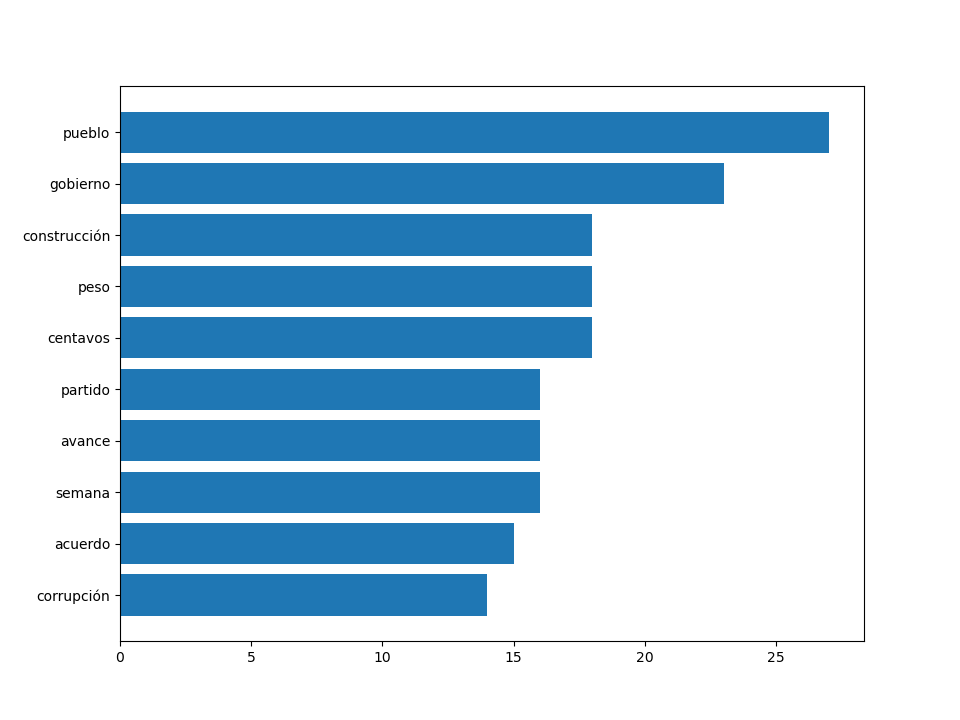 pueblo
gobierno
construcción
peso
centavos
partido
avance
semana
acuerdo
corrupción
0 5 10 15 20 25